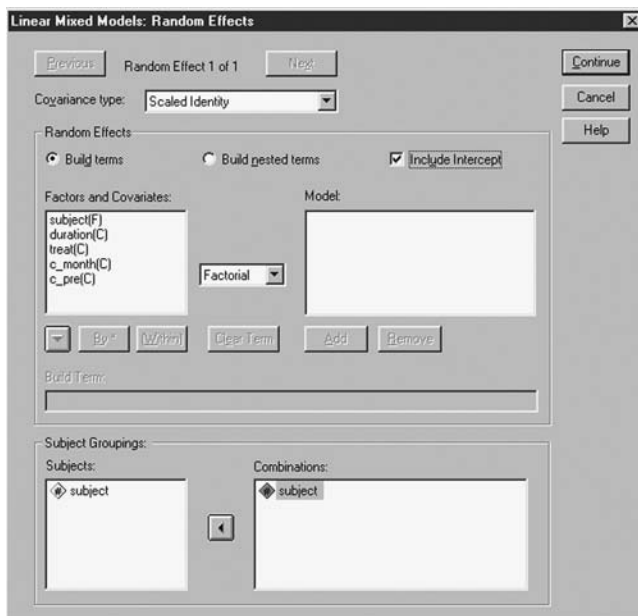 Linear Mixed Models: Random Effects
Previous Random Effect 1 of 1 Next Continue
Covariance type: Scaled Identity Cancel
Help
Random Effects
Build terms Build nested terms Include Intercept
Factors and Covariates: Model:
subject(F)
duration(C)
treat(C)
c_month(C)
c_pre(C)
Factorial
By * (Within) Clear Term Add Remove
Build Term:
Subject Groupings:
Subjects: Combinations:
subject subject